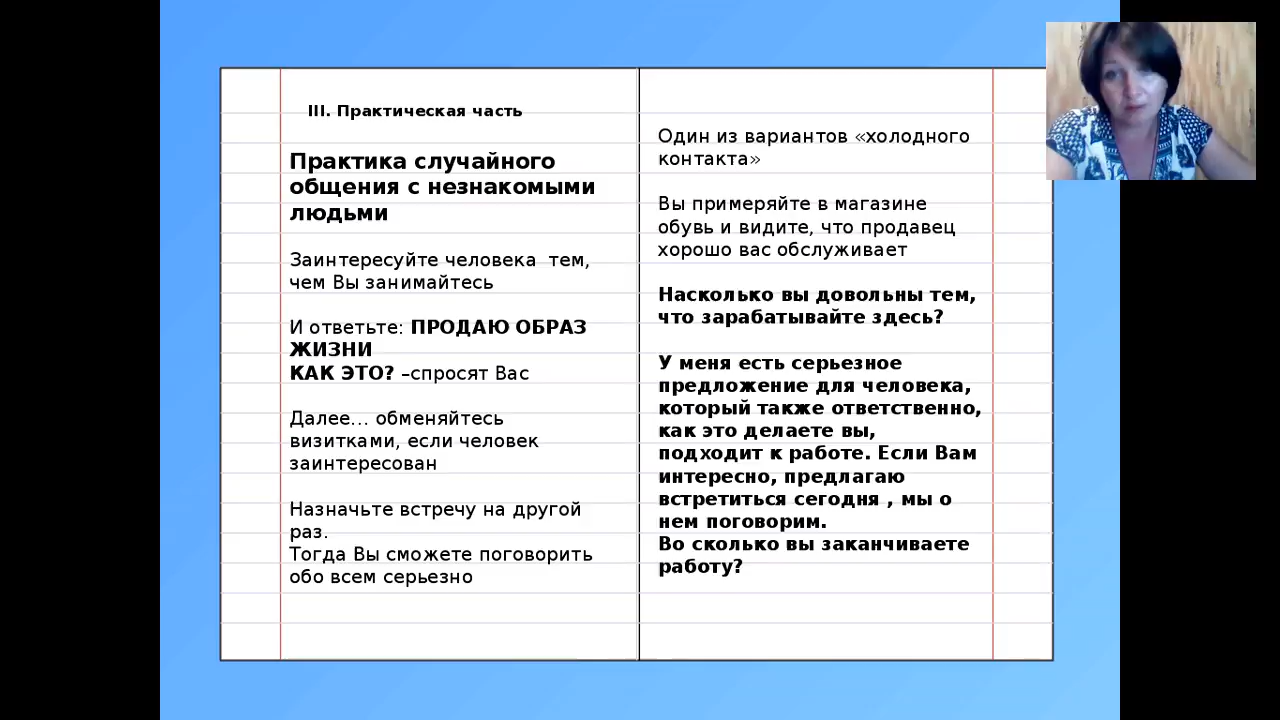 III. Практическая часть
Практика случайного
общения с незнакомыми
людьми
Заинтересуйте человека  тем,
чем Вы занимайтесь
И ответьте: ПРОДАЮ ОБРАЗ
ЖИЗНИ
КАК ЭТО? –спросят Вас
Далее... обменяйтесь
визитками, если человек
заинтересован
Назначьте встречу на другой
раз.
Тогда Вы сможете поговорить
обо всем серьезно
Один из вариантов «холодного
контакта»
Вы примеряйте в магазине
обувь и видите, что продавец
хорошо вас обслуживает
Насколько вы довольны тем,
что зарабатывайте здесь?
У меня есть серьезное
предложение для человека,
который также ответственно,
как это делаете вы,
подходит к работе. Если Вам
интересно, предлагаю
встретиться сегодня , мы о
нем поговорим.
Во сколько вы заканчиваете
работу?